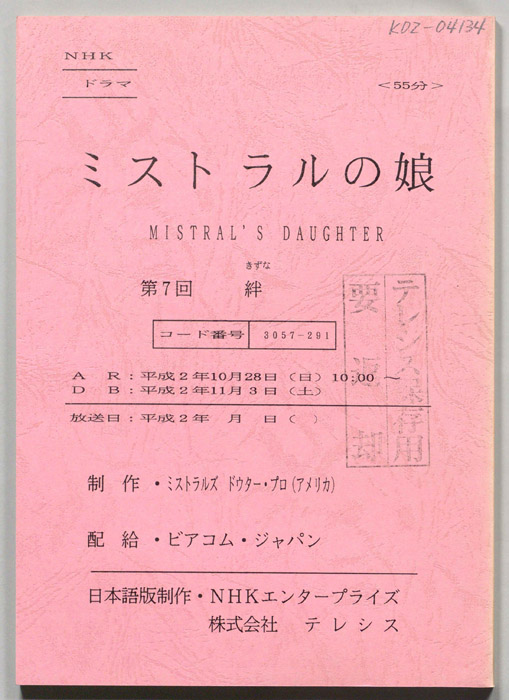 KDZ-04134
NHK
ドラマ
＜55分＞
ミストラルの娘
MISTRAL'S DAUGHTER
きずな
第7回 絆
コード番号 3057-291
AR：平成2年10月28日（日）10:00～
DB：平成2年11月3日（土）
放送日：平成2年 月 日（ ）
テレシス保存用
要返却
制作・ミストラルズ ドウター・プロ(アメリカ)
配給・ビアコム・ジャパン
日本語版制作・NHKエンタープライズ
株式会社 テレシス